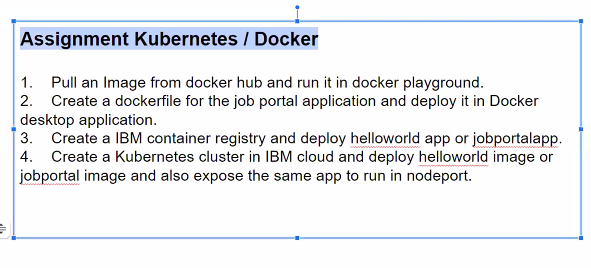 Assignment Kubernetes / Docker
1. Pull an Image from docker hub and run it in docker playground.
2. Create a dockerfile for the job portal application and deploy it in Docker
desktop application.
3. Create a IBM container registry and deploy helloworld app or jobportalapp.
4. Create a Kubernetes cluster in IBM cloud and deploy helloworld image or
jobportal image and also expose the same app to run in nodeport.